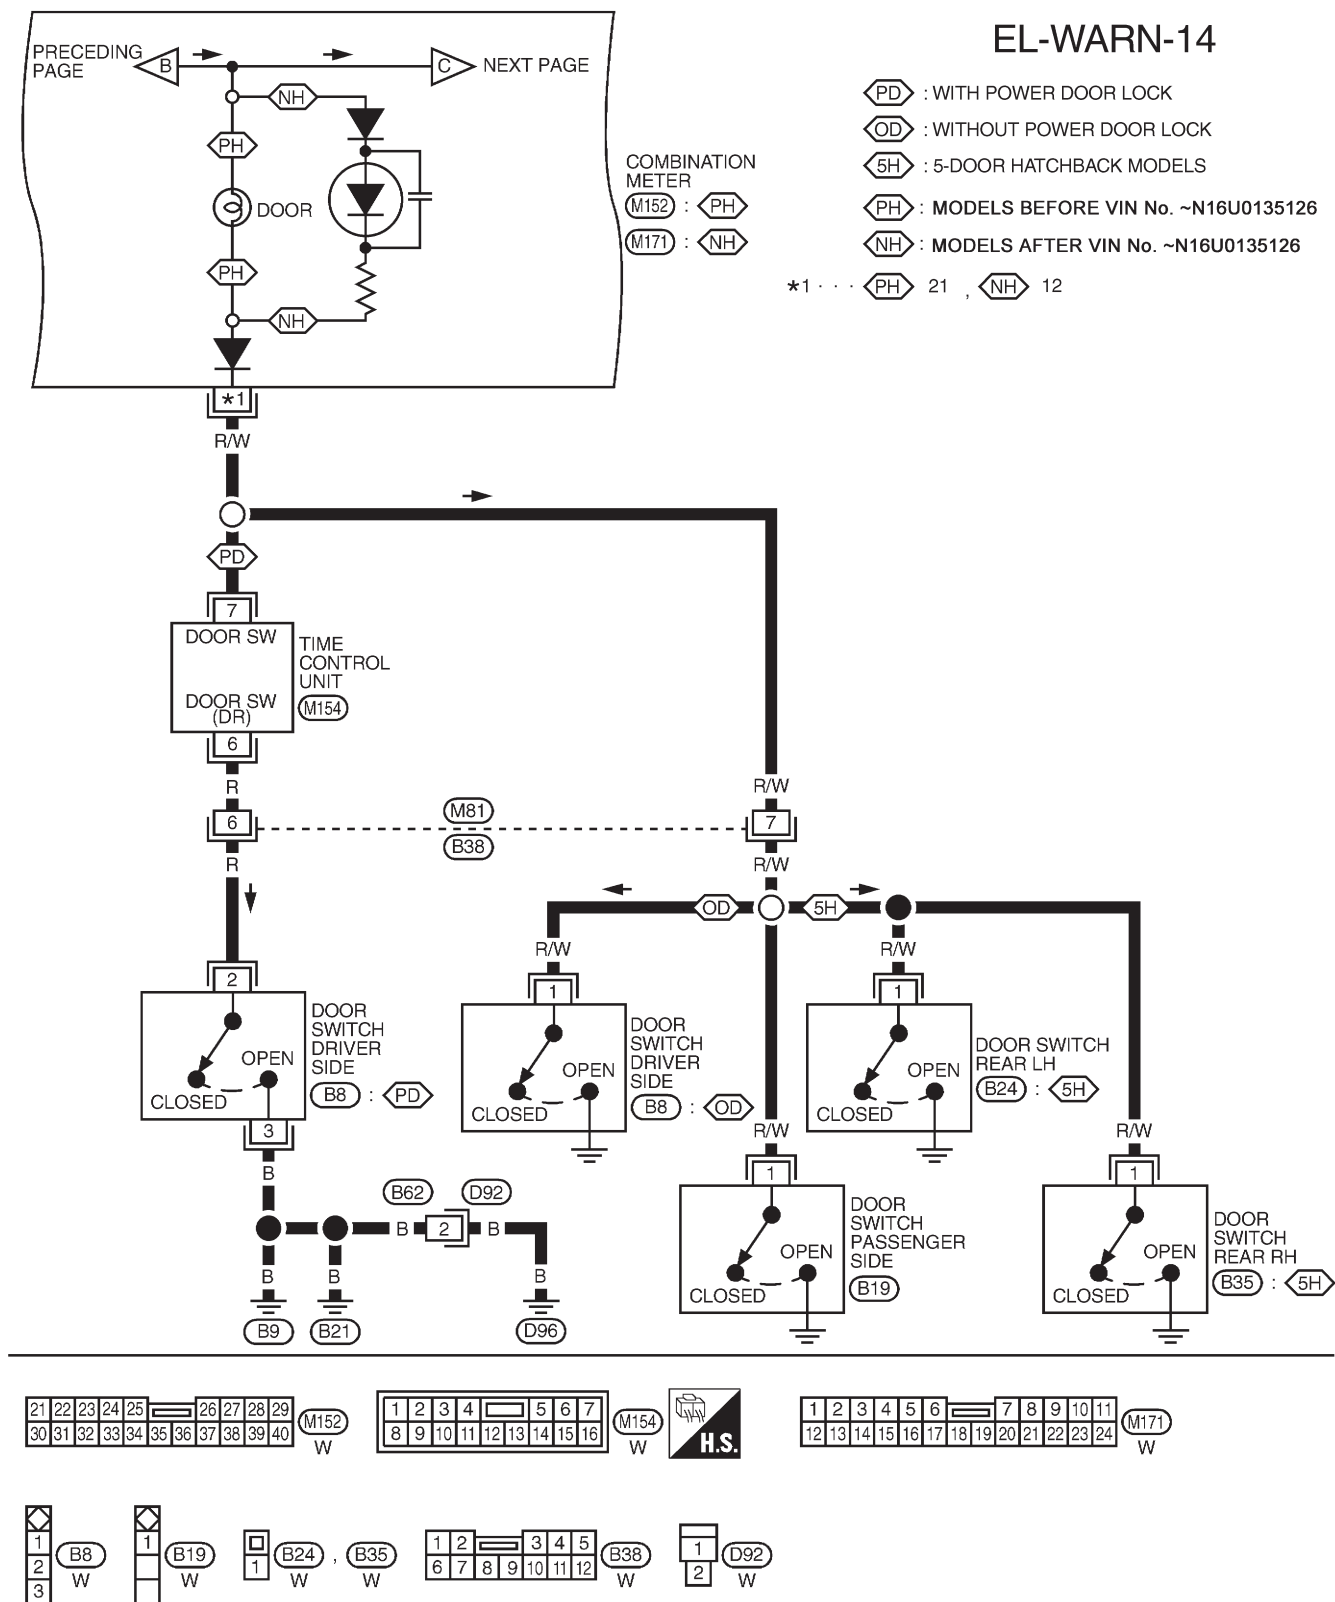 EL-WARN-14
PRECEDING
PAGE
B
C
NEXT PAGE
NH
PH
DOOR
PH
NH
*1
COMBINATION
METER
M152 : PH
M171 : NH
PD : WITH POWER DOOR LOCK
OD : WITHOUT POWER DOOR LOCK
5H : 5-DOOR HATCHBACK MODELS
PH : MODELS BEFORE VIN No. ~N16U0135126
NH : MODELS AFTER VIN No. ~N16U0135126
*1 · · · PH 21 , NH 12
R/W
PD
7
DOOR SW
DOOR SW
(DR)
TIME
CONTROL
UNIT
M154
6
R
6
R
M81
B38
R/W
7
R/W
OD
5H
2
OPEN
CLOSED
DOOR
SWITCH
DRIVER
SIDE
B8 : PD
3
B
R/W
1
OPEN
CLOSED
DOOR
SWITCH
DRIVER
SIDE
B8 : OD
R/W
1
OPEN
CLOSED
DOOR SWITCH
REAR LH
B24 : 5H
R/W
1
OPEN
CLOSED
DOOR
SWITCH
PASSENGER
SIDE
B19
R/W
1
OPEN
CLOSED
DOOR
SWITCH
REAR RH
B35 : 5H
B62 D92
B 2 B
B B B
B9 B21 D96
21 22 23 24 25 26 27 28 29
30 31 32 33 34 35 36 37 38 39 40
M152
W
1 2 3 4 5 6 7
8 9 10 11 12 13 14 15 16
M154
W
H.S.
1 2 3 4 5 6 7 8 9 10 11
12 13 14 15 16 17 18 19 20 21 22 23 24
M171
W
1
2
3
B8
W
1
B19
W
1
B24 , B35
W W
1 2 3 4 5
6 7 8 9 10 11 12
B38
W
1
2
D92
W